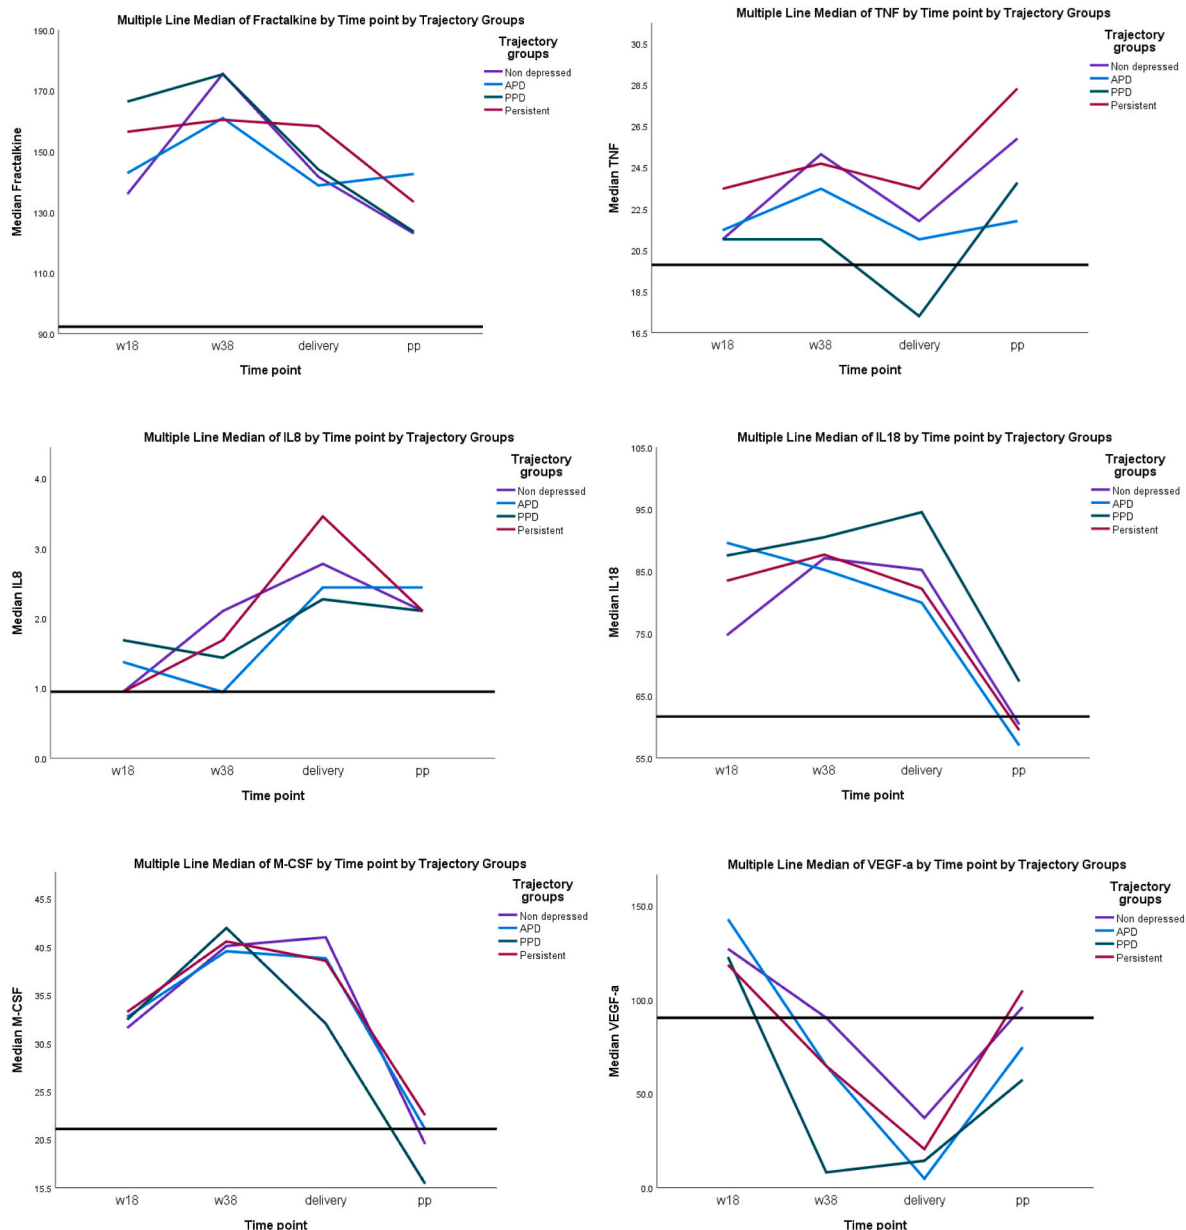 Multiple Line Median of Fractalkine by Time point by Trajectory Groups
190.0
170.0
150.0
130.0
110.0
90.0
Median Fractalkine
w18 w38 delivery pp
Time point
Trajectory
groups
Non depressed
APD
PPD
Persistent
Multiple Line Median of TNF by Time point by Trajectory Groups
30.5
28.5
26.5
24.5
22.5
20.5
18.5
16.5
Median TNF
w18 w38 delivery pp
Time point
Trajectory
groups
Non depressed
APD
PPD
Persistent
Multiple Line Median of IL8 by Time point by Trajectory Groups
4.0
3.0
2.0
1.0
0.0
Median IL8
w18 w38 delivery pp
Time point
Trajectory
groups
Non depressed
APD
PPD
Persistent
Multiple Line Median of IL18 by Time point by Trajectory Groups
105.0
95.0
85.0
75.0
65.0
55.0
Median IL18
w18 w38 delivery pp
Time point
Trajectory
groups
Non depressed
APD
PPD
Persistent
Multiple Line Median of M-CSF by Time point by Trajectory Groups
45.5
40.5
35.5
30.5
25.5
20.5
15.5
Median M-CSF
w18 w38 delivery pp
Time point
Trajectory
groups
Non depressed
APD
PPD
Persistent
Multiple Line Median of VEGF-a by Time point by Trajectory Groups
150.0
100.0
50.0
0.0
Median VEGF-a
w18 w38 delivery pp
Time point
Trajectory
groups
Non depressed
APD
PPD
Persistent